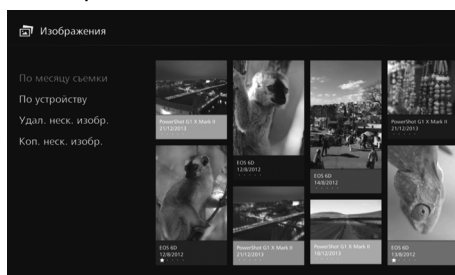 Изображения
По месяцу сьемки
По устройству
Удал. неск. изобр.
Коп. неск. изобр.
PowerShot G1 X Mark II
21/12/2013
EOS 6D
12/8/2012
EOS 6D
12/8/2012
PowerShot G1 X Mark II
21/12/2013
EOS 6D
14/8/2012
PowerShot G1 X Mark II
18/12/2013
PowerShot G1 X Mark II
21/12/2013
EOS 6D
13/8/2012